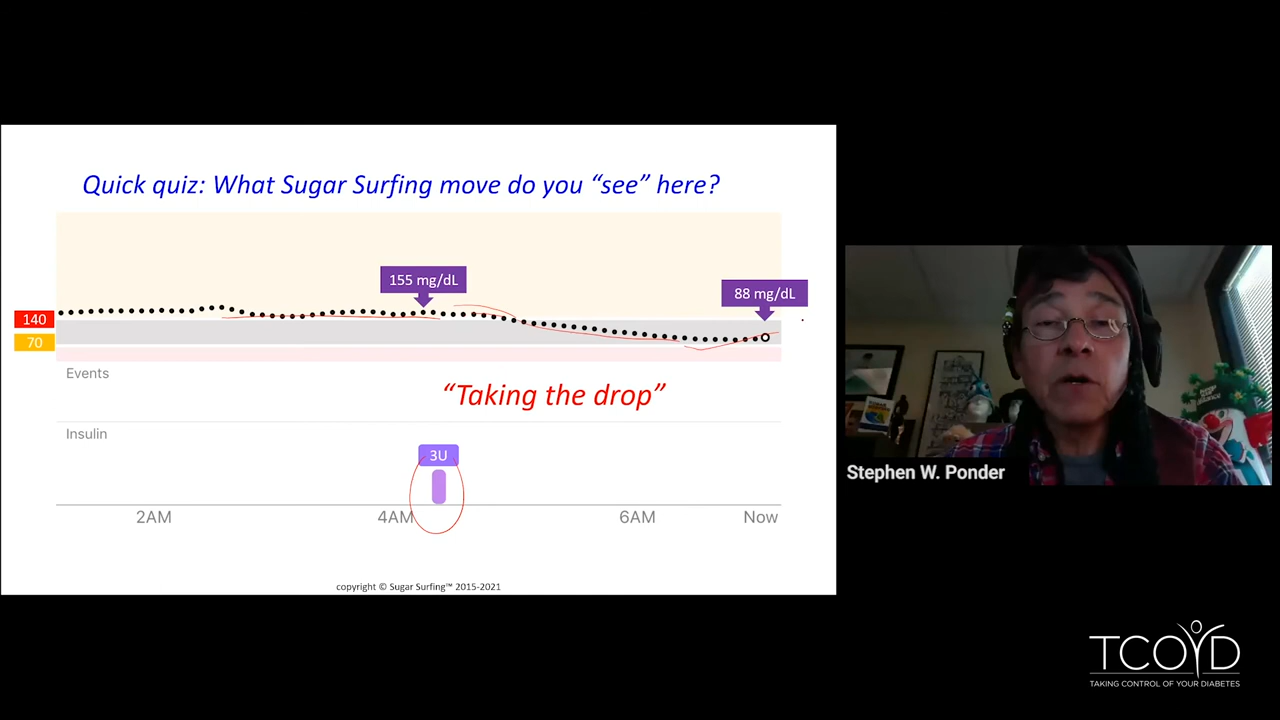 Quick quiz: What Sugar Surfing move do you “see” here?
155 mg/dL
88 mg/dL
140
70
Events
“Taking the drop”
Insulin
3U
2AM
4AM
6AM
Now
copyright © Sugar Surfing™ 2015-2021
Stephen W. Ponder
TCOYD
TAKING CONTROL OF YOUR DIABETES